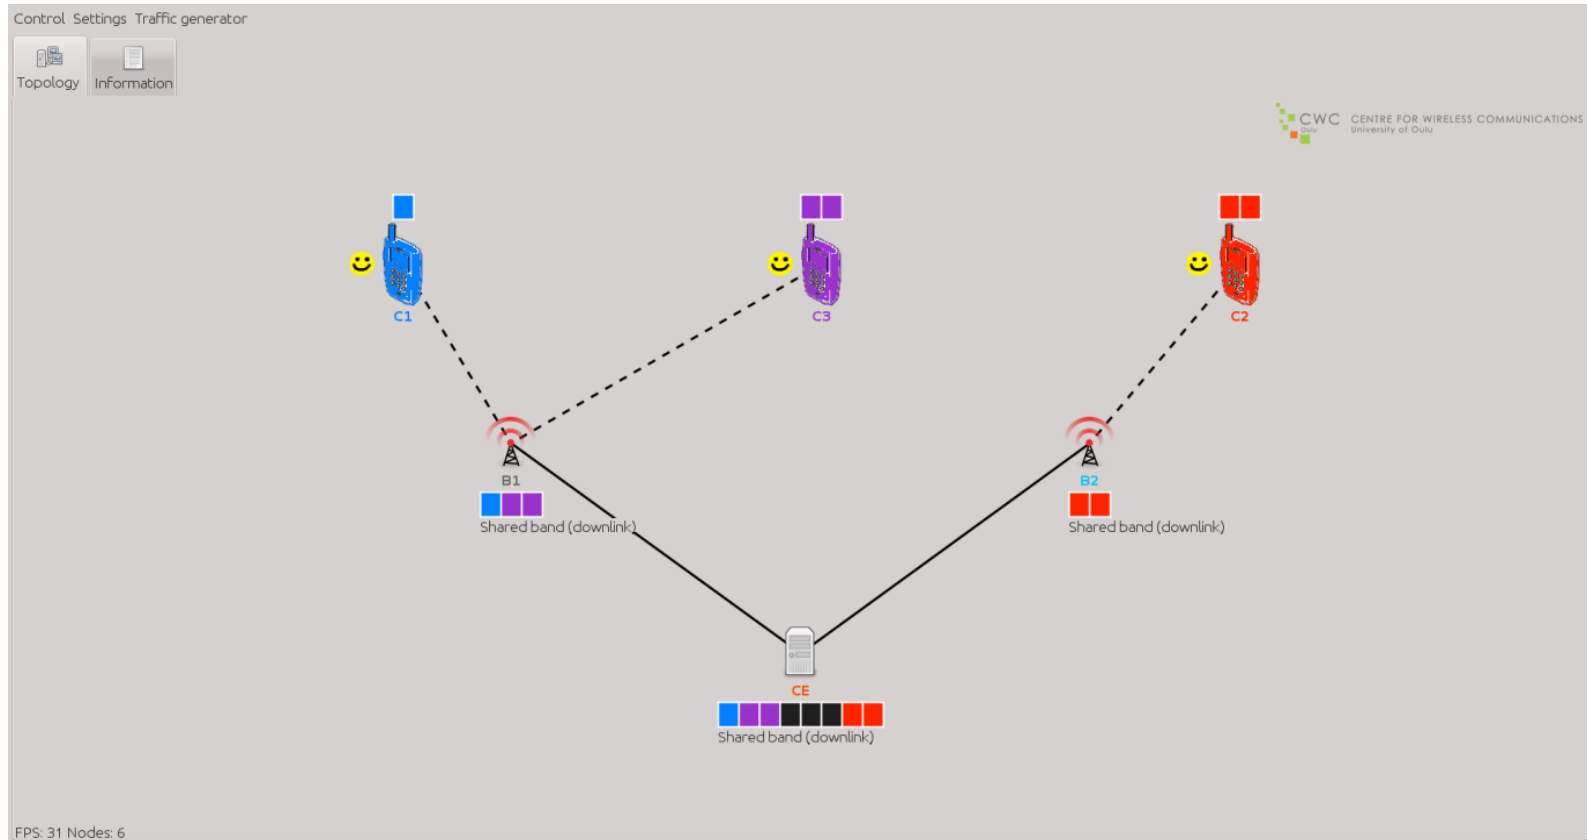 Control Settings Traffic generator
Topology
Information
CWC CENTRE FOR WIRELESS COMMUNICATIONS
Oulu University of Oulu
C1
C3
C2
B1
B2
Shared band (downlink)
Shared band (downlink)
CE
Shared band (downlink)
FPS: 31 Nodes: 6